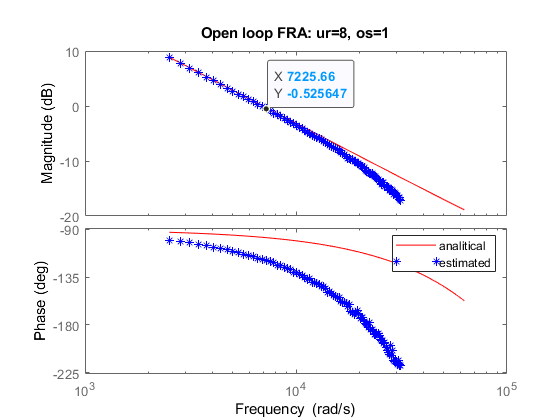 Open loop FRA: ur=8, os=1
10
0
-10
-20
Magnitude (dB)
X 7225.66
Y -0.525647
-90
-135
-180
-225
Phase (deg)
analitical
estimated
10^3
10^4
10^5
Frequency (rad/s)